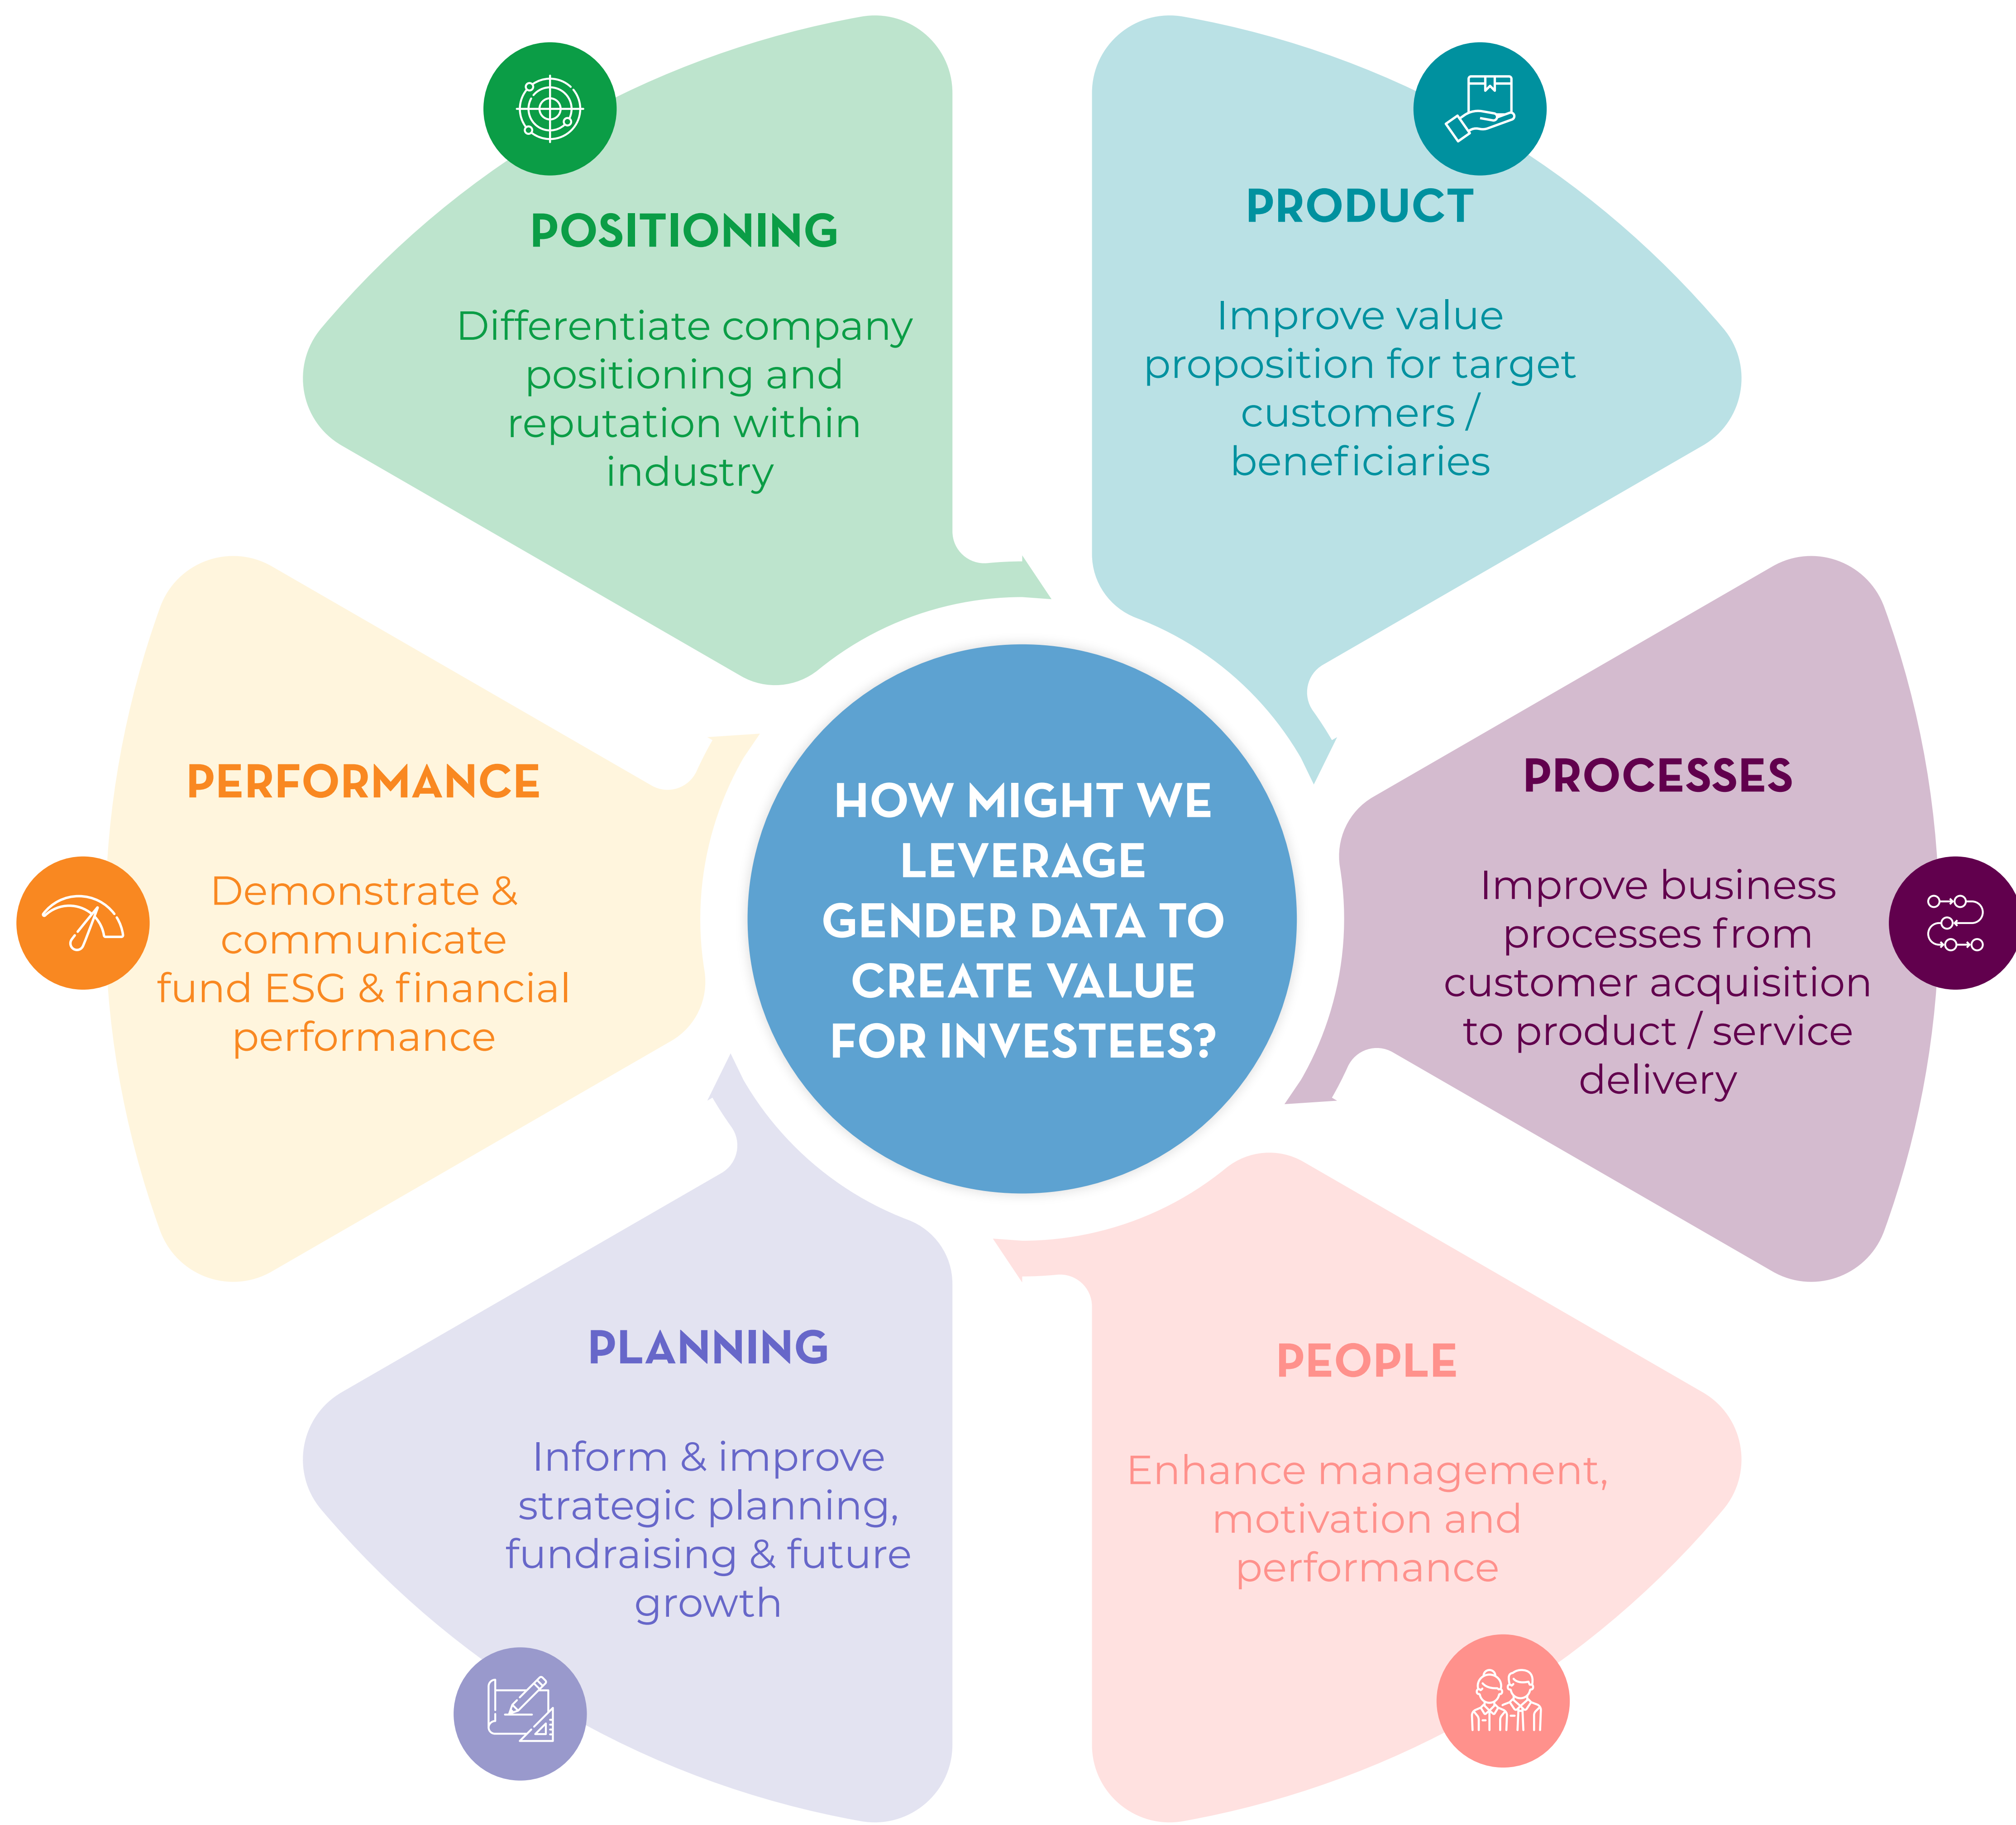 POSITIONING
Differentiate company
positioning and
reputation within
industry
PRODUCT
Improve value
proposition for target
customers /
beneficiaries
PROCESSES
Improve business
processes from
customer acquisition
to product / service
delivery
PEOPLE
Enhance management,
motivation and
performance
PLANNING
Inform & improve
strategic planning,
fundraising & future
growth
PERFORMANCE
Demonstrate &
communicate
fund ESG & financial
performance
HOW MIGHT WE
LEVERAGE
GENDER DATA TO
CREATE VALUE
FOR INVESTEES?